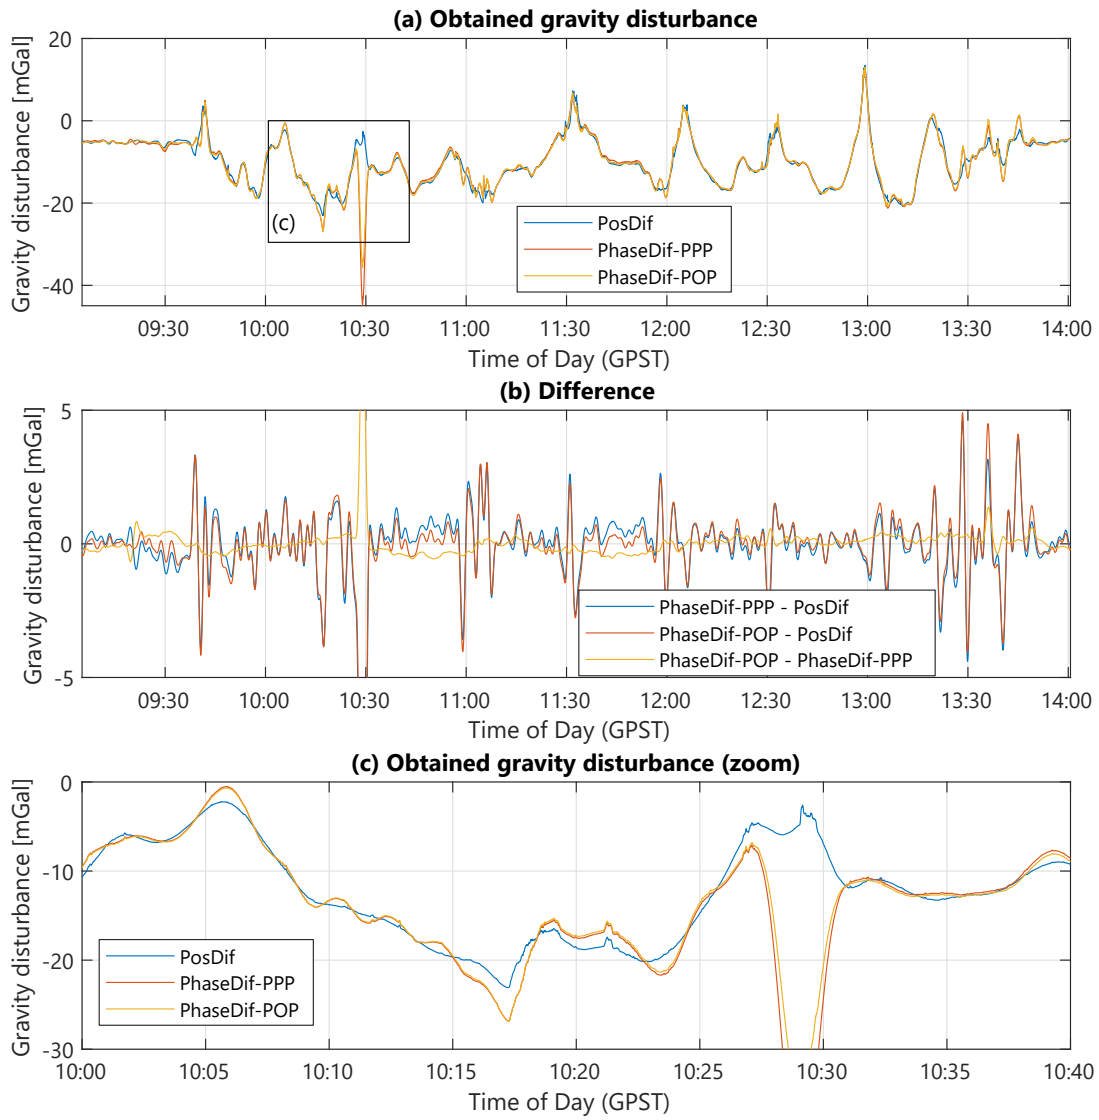 (a) Obtained gravity disturbance
Gravity disturbance [mGal]
20
0
-20
-40
(c)
PosDif
PhaseDif-PPP
PhaseDif-POP
09:30 10:00 10:30 11:00 11:30 12:00 12:30 13:00 13:30 14:00
Time of Day (GPST)
(b) Difference
Gravity disturbance [mGal]
5
0
-5
PhaseDif-PPP - PosDif
PhaseDif-POP - PosDif
PhaseDif-POP - PhaseDif-PPP
09:30 10:00 10:30 11:00 11:30 12:00 12:30 13:00 13:30 14:00
Time of Day (GPST)
(c) Obtained gravity disturbance (zoom)
Gravity disturbance [mGal]
0
-10
-20
-30
PosDif
PhaseDif-PPP
PhaseDif-POP
10:00 10:05 10:10 10:15 10:20 10:25 10:30 10:35 10:40
Time of Day (GPST)